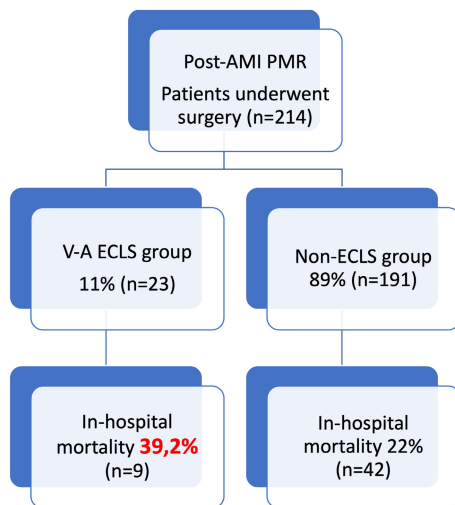 Post-AMI PMR
Patients underwent
surgery (n=214)
V-A ECLS group
11% (n=23)
Non-ECLS group
89% (n=191)
In-hospital
mortality 39,2%
(n=9)
In-hospital
mortality 22%
(n=42)